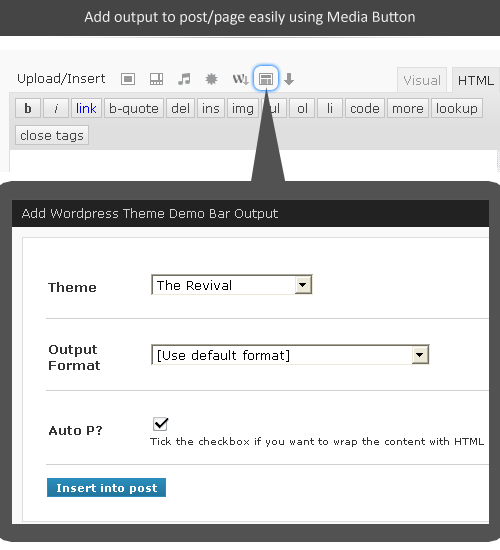 Add output to post/page easily using Media Button
Upload/Insert W Visual HTML
b i link b-quote del ins img ul ol li code more lookup
close tags
Add Wordpress Theme Demo Bar Output
Theme The Revival
Output Format [Use default format]
Auto P?
Tick the checkbox if you want to wrap the content with HTML
Insert into post